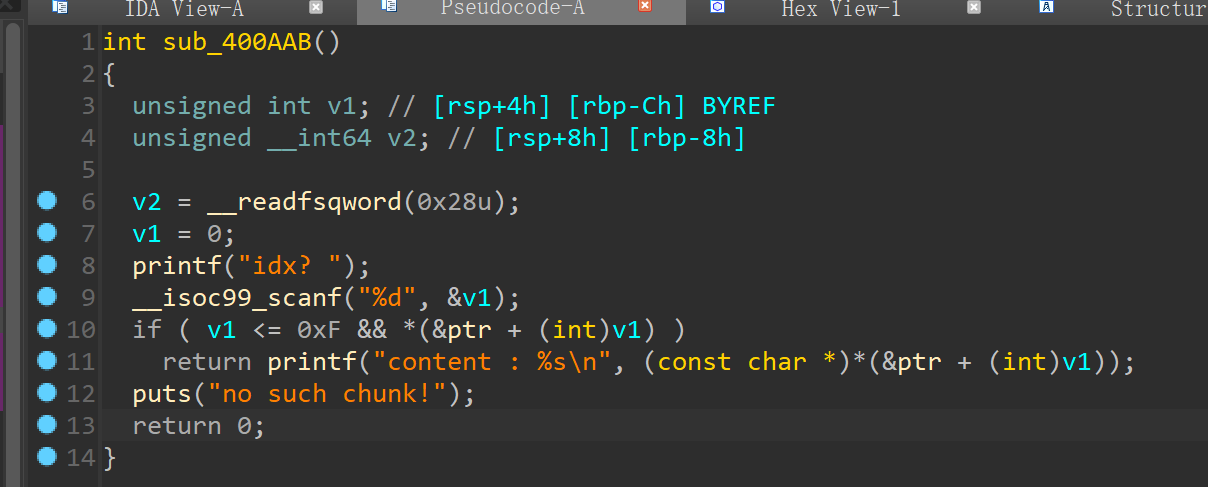 IDA View-A Pseudocode-A Hex View-1 Structur
1 int sub_400AAB()
2 {
3 unsigned int v1; // [rsp+4h] [rbp-Ch] BYREF
4 unsigned __int64 v2; // [rsp+8h] [rbp-8h]
5
6 v2 = __readfsqword(0x28u);
7 v1 = 0;
8 printf("idx? ");
9 __isoc99_scanf("%d", &v1);
10 if ( v1 <= 0xF && *(&ptr + (int)v1) )
11 return printf("content : %s\n", (const char *)*(&ptr + (int)v1));
12 puts("no such chunk!");
13 return 0;
14 }